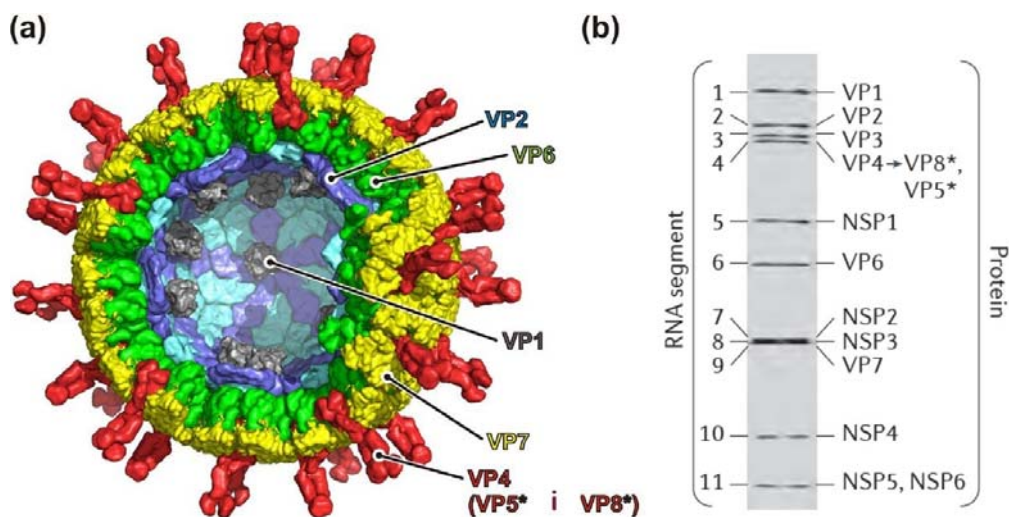 (a)
VP2
VP6
VP1
VP7
VP4
(VP5* i VP8*)
(b)
RNA segment
1 VP1
2 VP2
3 VP3
4 VP4→VP8*,
VP5*
5 NSP1
6 VP6
7 NSP2
8 NSP3
9 VP7
10 NSP4
11 NSP5, NSP6
Protein